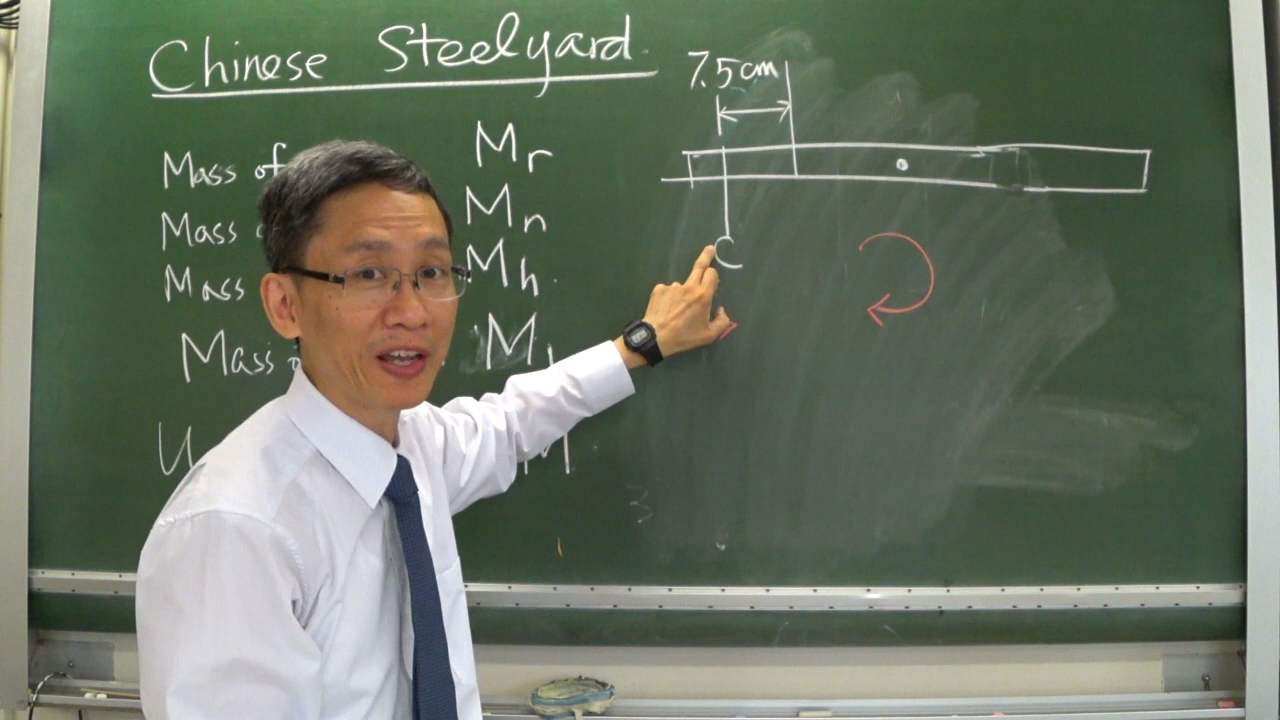 Chinese Steelyard.
7.5cm
Mass of Mr
Mass Mn
Mass Mh.
Mass M
C